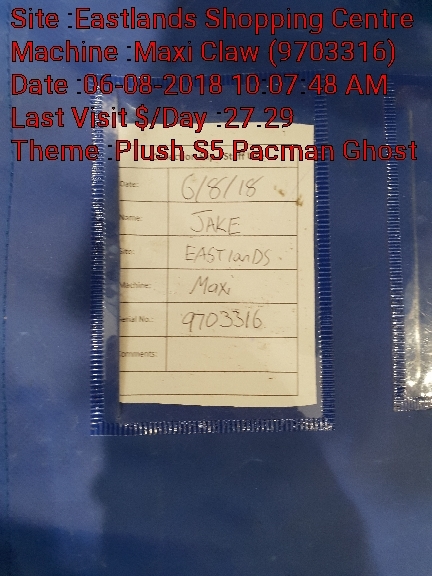 Site :Eastlands Shopping Centre
Machine :Maxi Claw (9703316)
Date :06-08-2018 10:07:48 AM
Last Visit $/Day :27.29
Theme :Plush S5 Pacman Ghost
Date: 6/8/18
Name: JAKE
Site: EASTlanDS.
Machine: Maxi
Serial No.: 9703316
Comments: